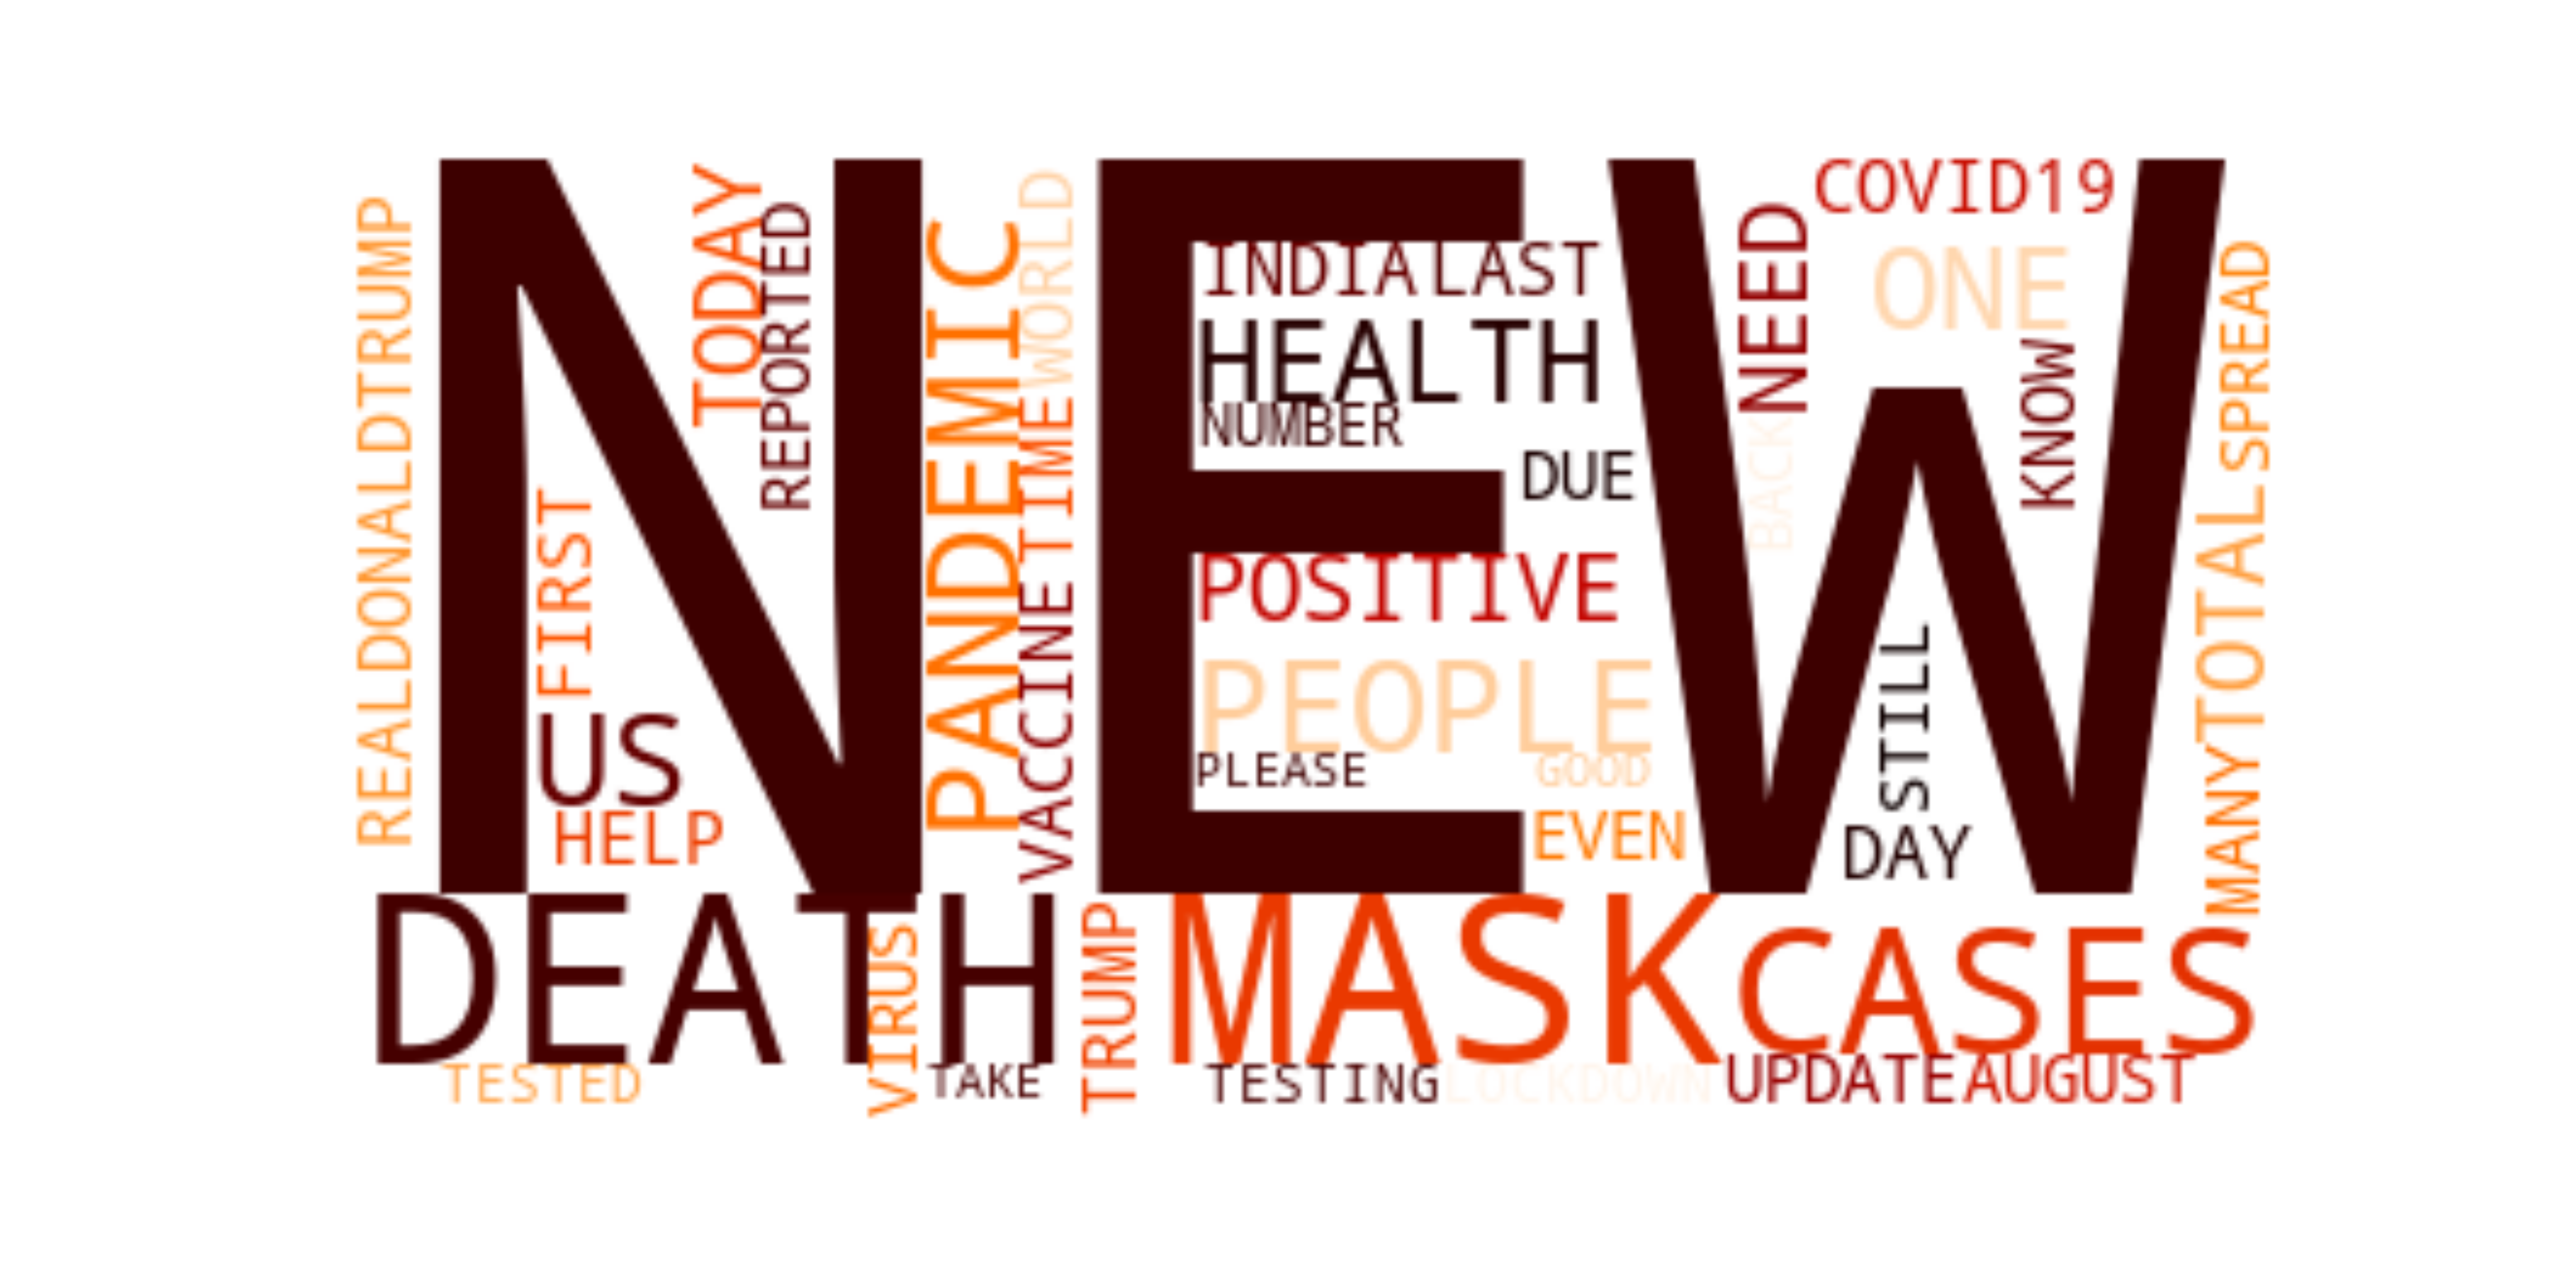 REALDONALDTRUMP
NEW
TODAY
REPORTED
PANDEMIC
WORLD
TIME
VACCINE
FIRST
US
HELP
INDIA LAST
HEALTH
NUMBER
DUE
POSITIVE
PEOPLE
PLEASE
GOOD
EVEN
COVID19
NEED
ONE
BACK
KNOW
STILL
DAY
SPREAD
TOTAL
MANY
DEATH
VIRUS
TRUMP
MASK
CASES
TESTED
TAKE
TESTING
LOCKDOWN
UPDATE
AUGUST